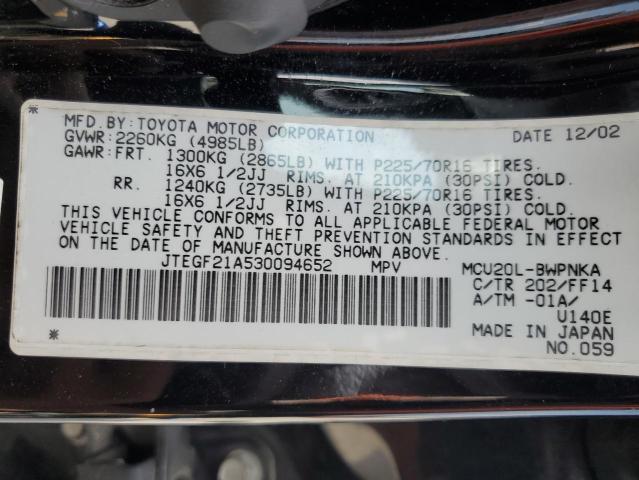 MFD.BY:TOYOTA MOTOR CORPORATION DATE 12/02
GVWR:2260KG (4985LB)
GAWR:FRT. 1300KG (2865LB) WITH P225/70R16 TIRES.
16X6 1/2JJ RIMS. AT 210KPA (30PSI) COLD.
RR. 1240KG (2735LB) WITH P225/70R16 TIRES.
16X6 1/2JJ RIMS. AT 210KPA (30PSI) COLD.
THIS VEHICLE CONFORMS TO ALL APPLICABLE FEDERAL MOTOR
VEHICLE SAFETY AND THEFT PREVENTION STANDARDS IN EFFECT
ON THE DATE OF MANUFACTURE SHOWN ABOVE.
JTEGF21A530094652 MPV MCU20L-BWPNKA
C/TR 202/FF14
A/TM -01A/
U140E
MADE IN JAPAN
NO.059